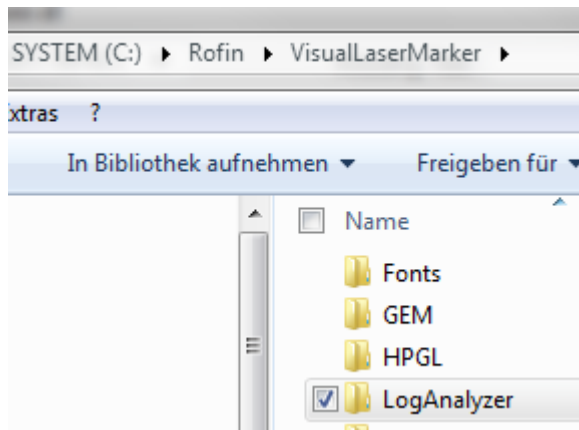 SYSTEM (C:) ▸ Rofin ▸ VisualLaserMarker ▸
xtras ?
In Bibliothek aufnehmen ▾ Freigeben für ▾
Name
Fonts
GEM
HPGL
LogAnalyzer